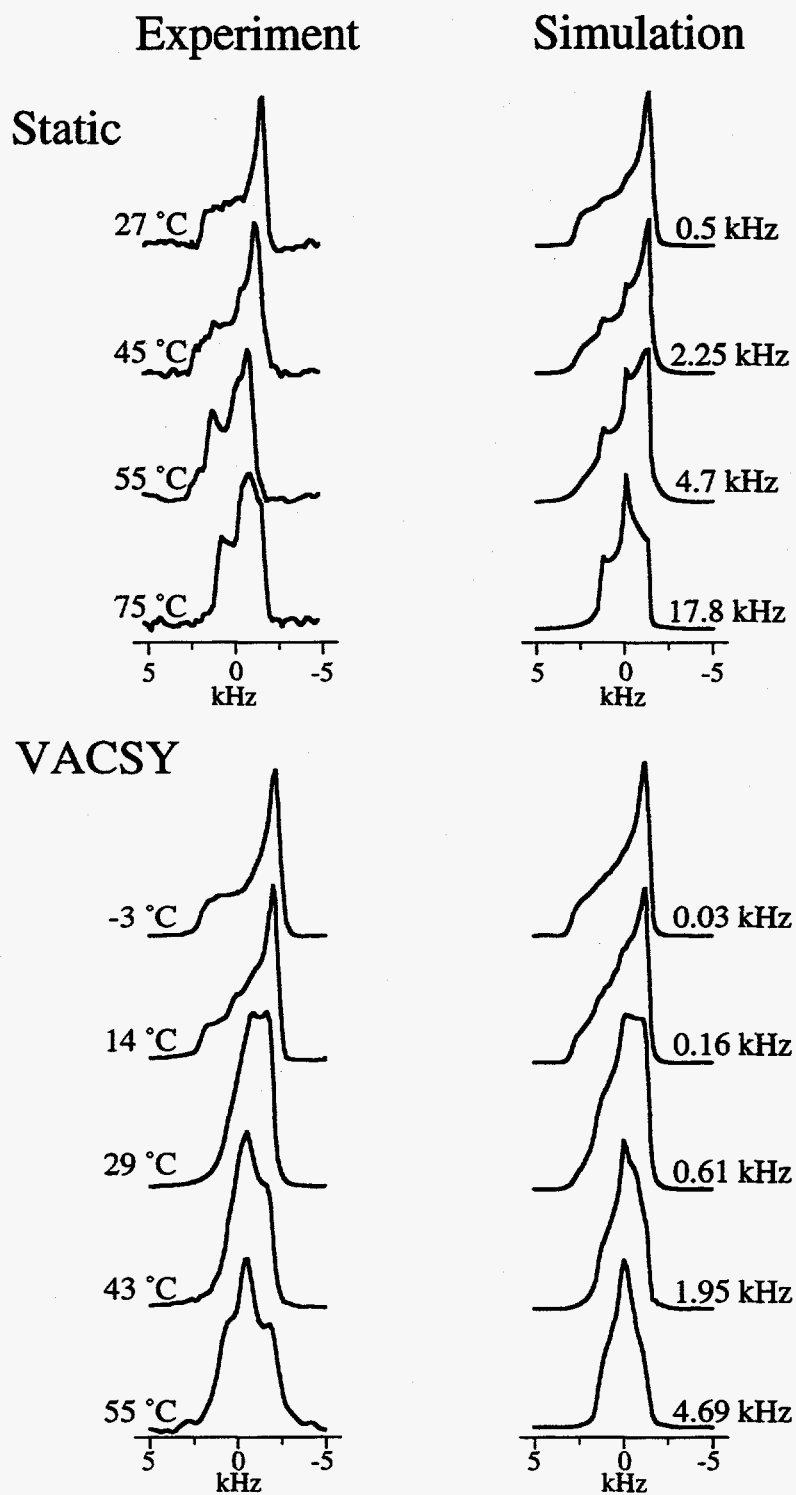 Experiment Simulation
Static
27 °C 0.5 kHz
45 °C 2.25 kHz
55 °C 4.7 kHz
75 °C 17.8 kHz
5 0 -5 5 0 -5
kHz kHz
VACSY
-3 °C 0.03 kHz
14 °C 0.16 kHz
29 °C 0.61 kHz
43 °C 1.95 kHz
55 °C 4.69 kHz
5 0 -5 5 0 -5
kHz kHz